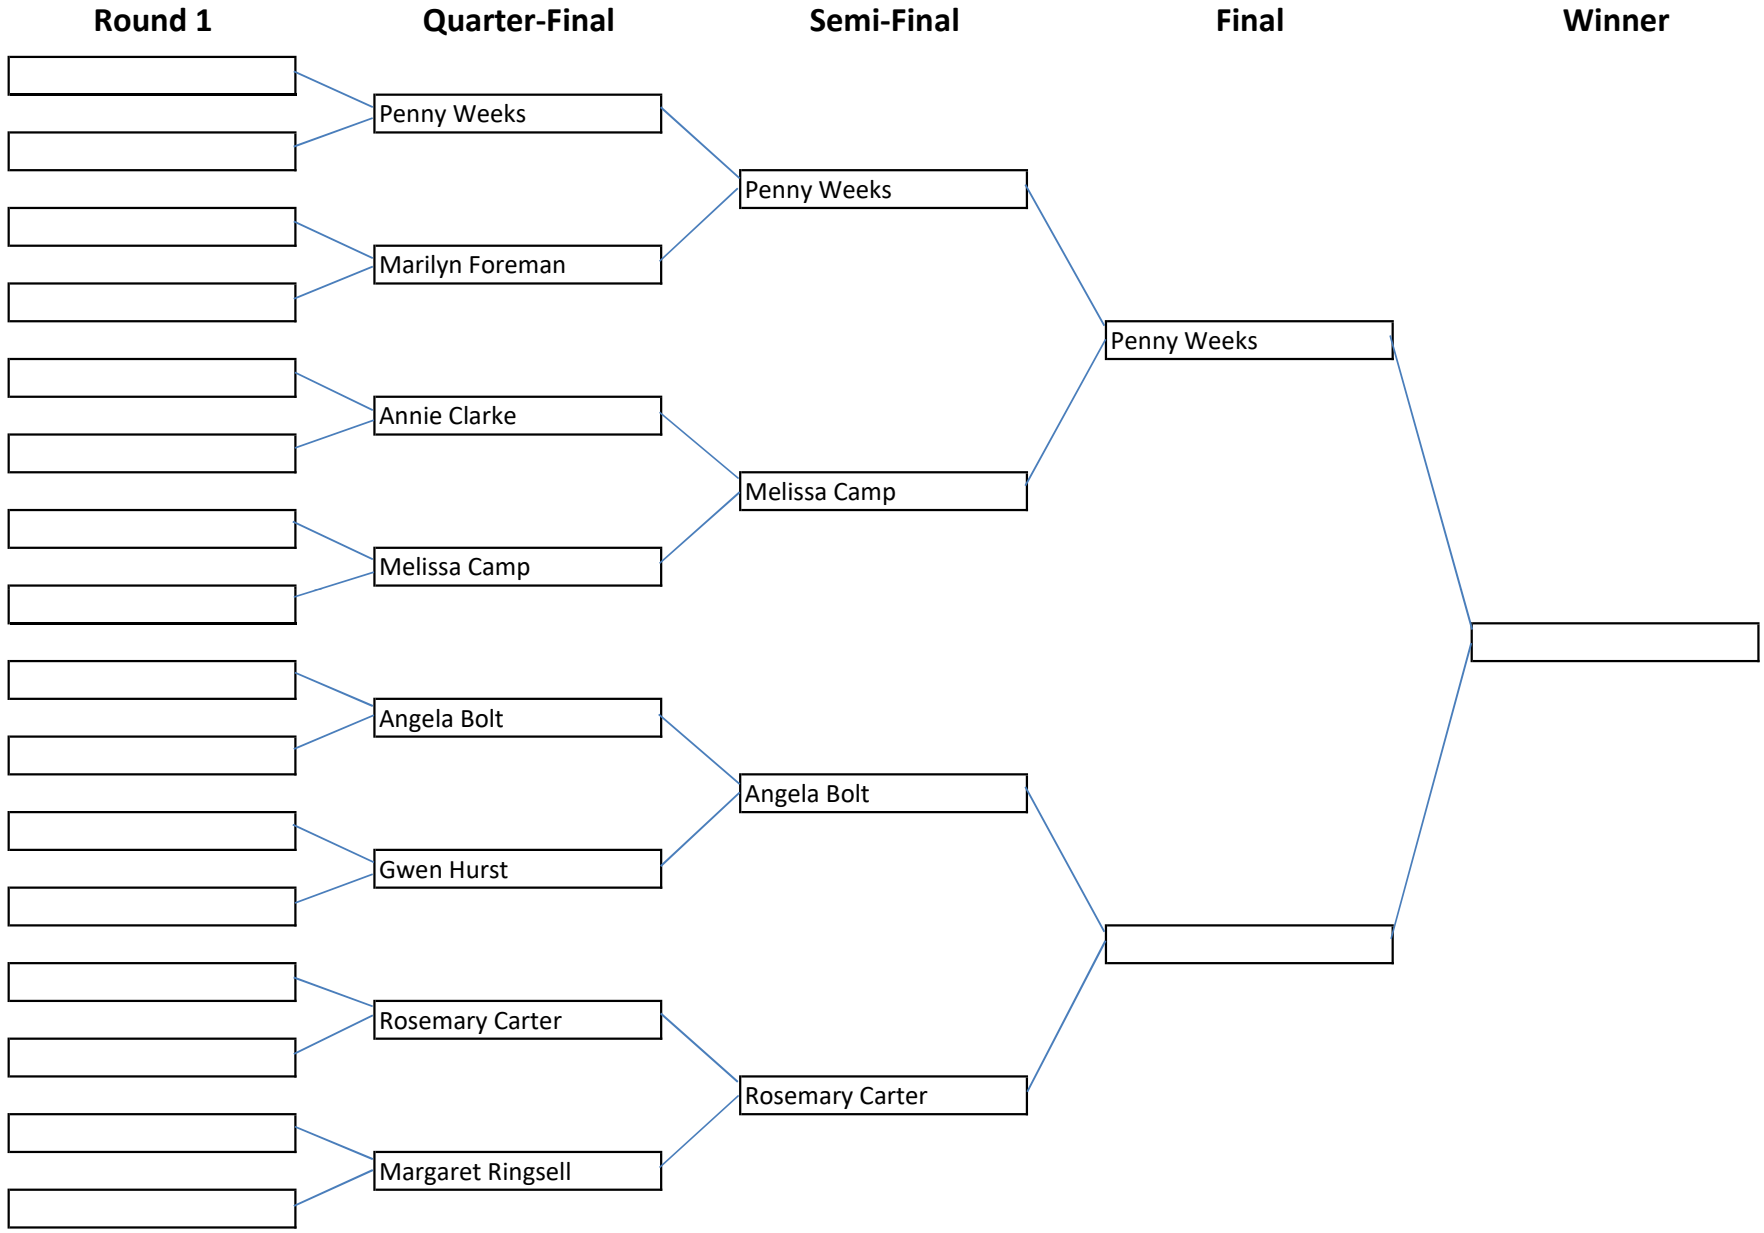 Round 1 Quarter-Final Semi-Final Final Winner
Penny Weeks
Penny Weeks
Marilyn Foreman
Penny Weeks
Annie Clarke
Melissa Camp
Melissa Camp
Angela Bolt
Angela Bolt
Gwen Hurst
Rosemary Carter
Rosemary Carter
Margaret Ringsell